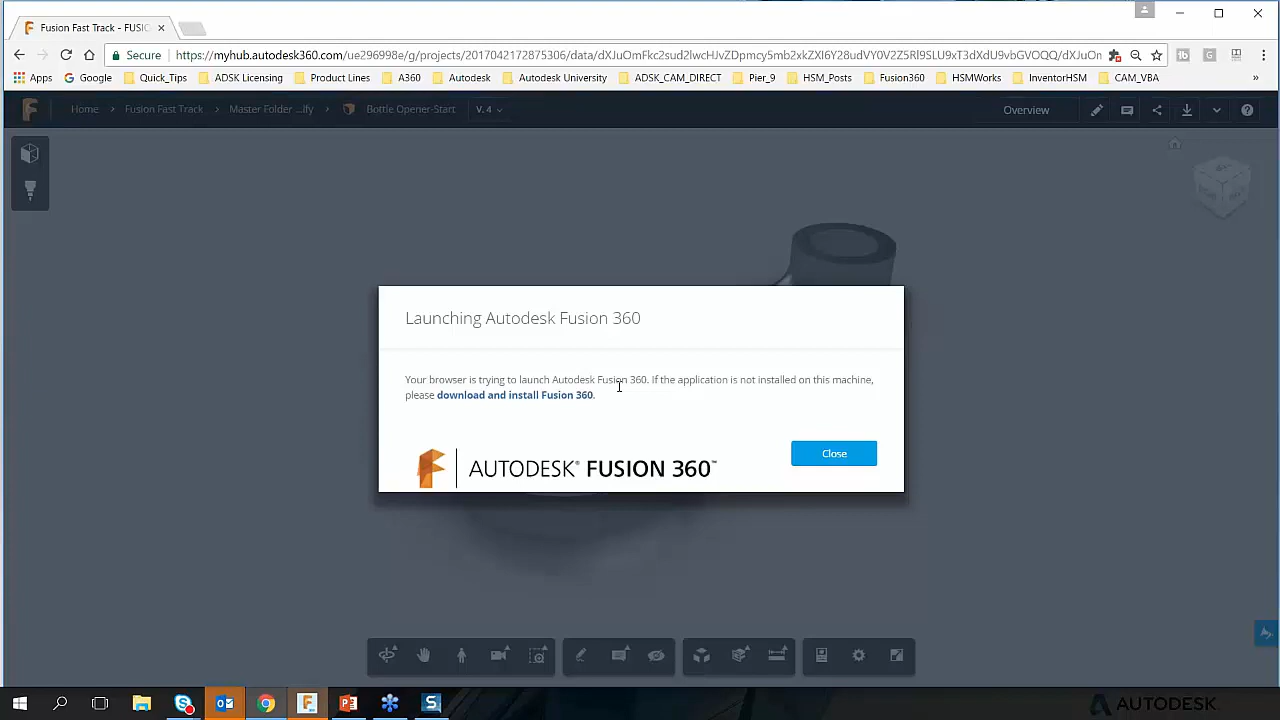 Fusion Fast Track - FUSIC
Secure
https://myhub.autodesk360.com/ue296998e/g/projects/2017042172875306/data/dXJuOmFkc2sud2lwcHJvZDpmcy5mb2xkZXI6Y28udVY0V2Z5Rl9SLU9xT3dXdU9vbGVOQQ/dXJuOm
Apps
Google
Quick_Tips
ADSK Licensing
Product Lines
A360
Autodesk
Autodesk University
ADSK_CAM_DIRECT
Pier_9
HSM_Posts
Fusion360
HSMWorks
InventorHSM
CAM_VBA
»
Home
Fusion Fast Track
Master Folder ...ify
Bottle Opener-Start
V. 4
Overview
Launching Autodesk Fusion 360
Your browser is trying to launch Autodesk Fusion 360. If the application is not installed on this machine,
please download and install Fusion 360.
AUTODESK® FUSION 360™
Close
AUTODESK